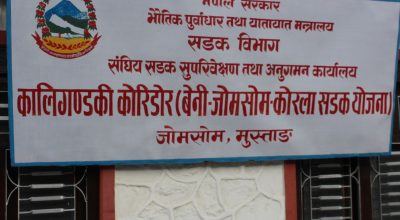 नेपाल सरकार
भौतिक पुर्वाधार तथा यातायात मन्त्रालय
सडक विभाग
संघिय सडक सुपरिवेक्षण तथा अनुगमन कार्यालय
कालिगण्डकी कोरिडोर (बेनी-जोमसोम-कोरला सडक योजना)
जोमसोम, मुस्ताङ